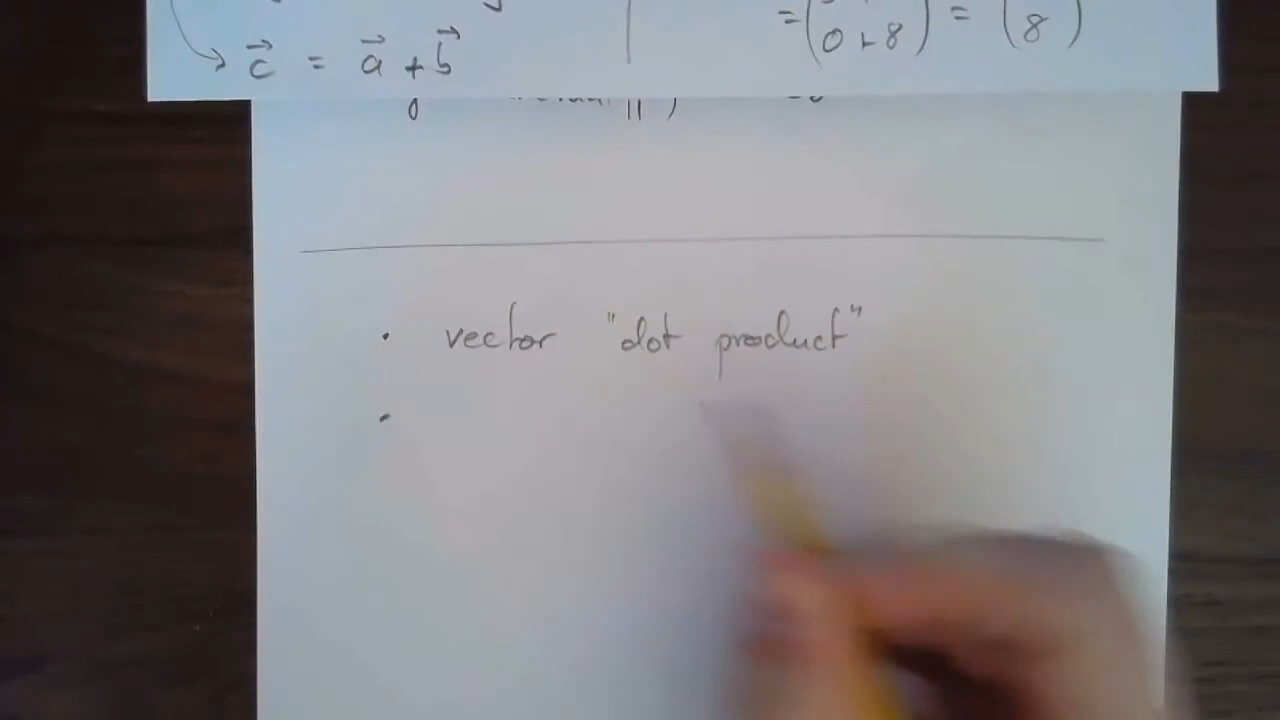 → c⃗ = a⃗ + b⃗
= (0 + 8) = (8)
• vector "dot product"
•